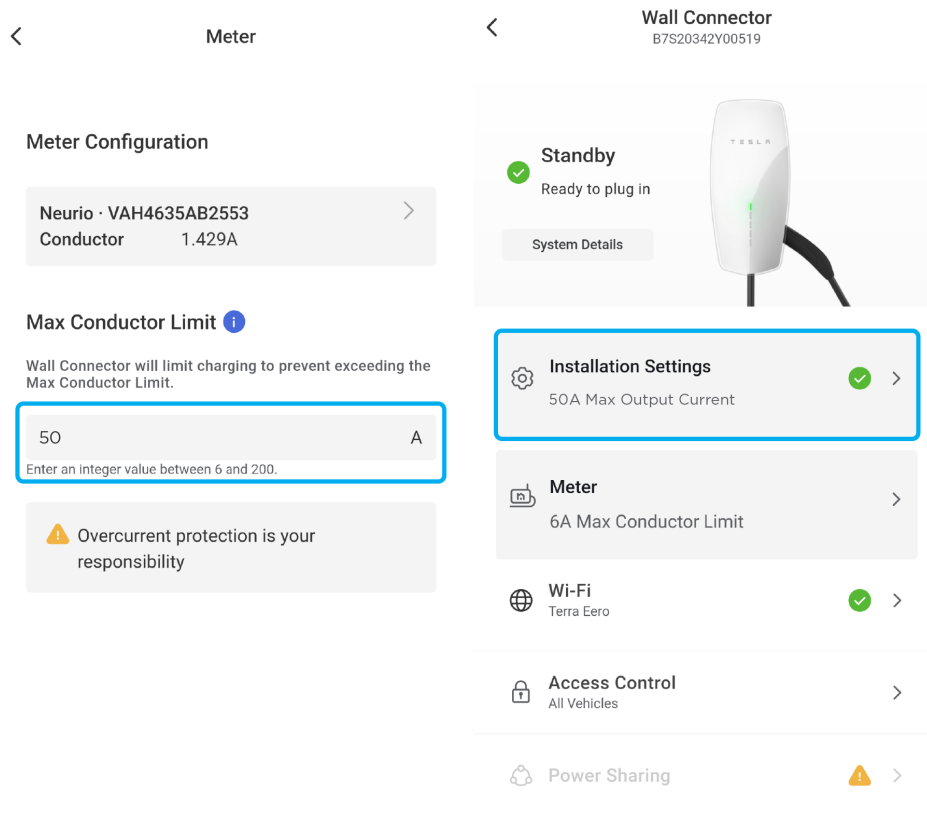 Meter
Meter Configuration
Neurio · VAH4635AB2553
Conductor 1.429A
Max Conductor Limit i
Wall Connector will limit charging to prevent exceeding the
Max Conductor Limit.
50 A
Enter an integer value between 6 and 200.
Overcurrent protection is your
responsibility
Wall Connector
B7S20342Y00519
Standby
Ready to plug in
System Details
TESLA
Installation Settings
50A Max Output Current
Meter
6A Max Conductor Limit
Wi-Fi
Terra Eero
Access Control
All Vehicles
Power Sharing